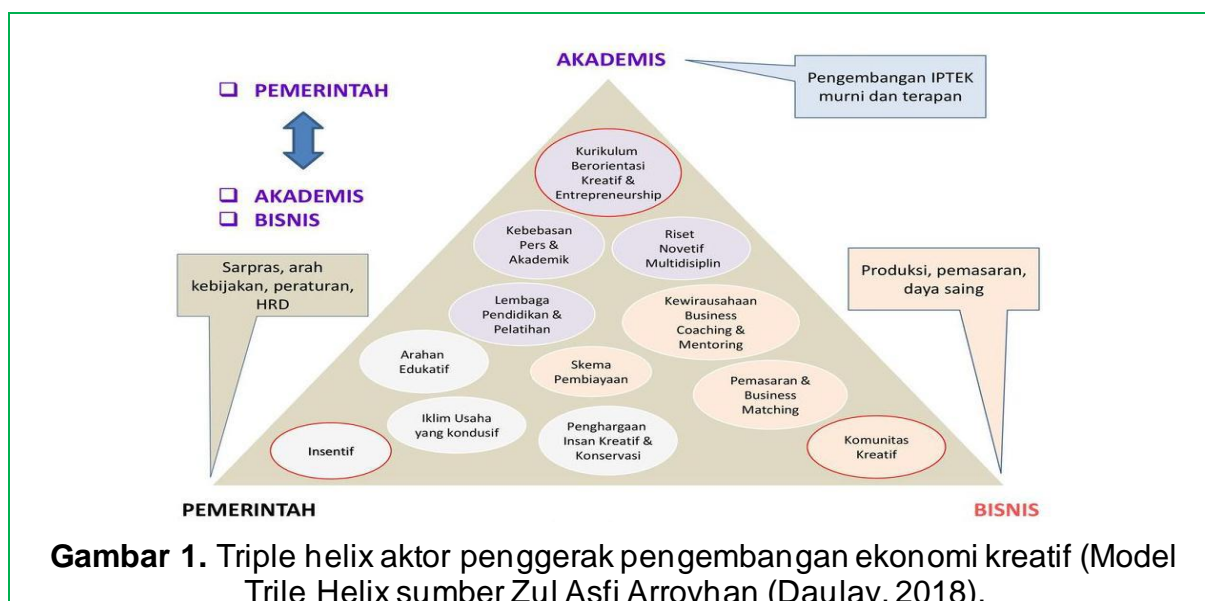 AKADEMIS
Pengembangan IPTEK
murni dan terapan
PEMERINTAH
AKADEMIS
BISNIS
Kurikulum
Berorientasi
Kreatif &
Entrepreneurship
Kebebasan
Pers &
Akademik
Riset
Novetif
Multidisiplin
Sarpras, arah
kebijakan, peraturan,
HRD
Produksi, pemasaran,
daya saing
Lembaga
Pendidikan &
Pelatihan
Kewirausahaan
Business
Coaching &
Mentoring
Arahan
Edukatif
Skema
Pembiayaan
Pemasaran &
Business
Matching
Iklim Usaha
yang kondusif
Penghargaan
Insan Kreatif &
Konservasi
Insentif
Komunitas
Kreatif
PEMERINTAH
BISNIS
Gambar 1. Triple helix aktor penggerak pengembangan ekonomi kreatif (Model
Trile Helix sumber Zul Asfi Arroyhan (Daulay, 2018).